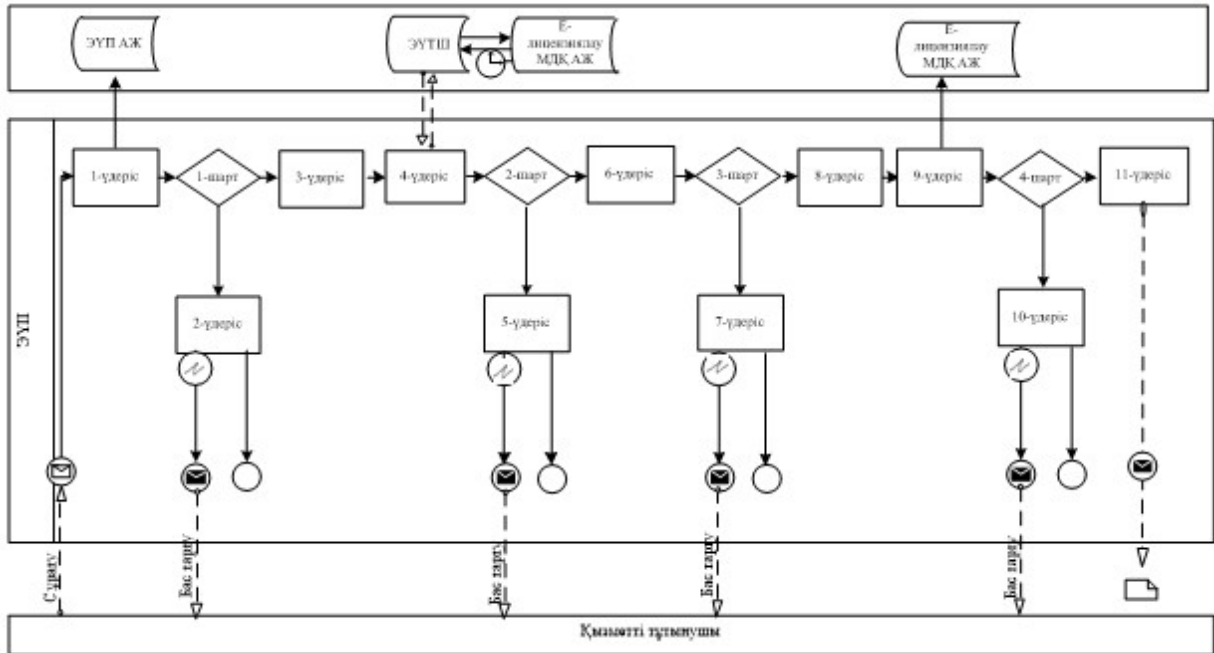 ЭҮП АЖ
ЭҮТШ
Е-
лицензиялау
МДҚ АЖ
Е-
лицензиялау
МДҚ АЖ
ЭҮП
1-үдеріс
1-шарт
3-үдеріс
4-үдеріс
2-шарт
6-үдеріс
3-шарт
8-үдеріс
9-үдеріс
4-шарт
11-үдеріс
2-үдеріс
5-үдеріс
7-үдеріс
10-үдеріс
Сұрату
Бас тарту
Бас тарту
Бас тарту
Бас тарту
Қызметті тұтынушы